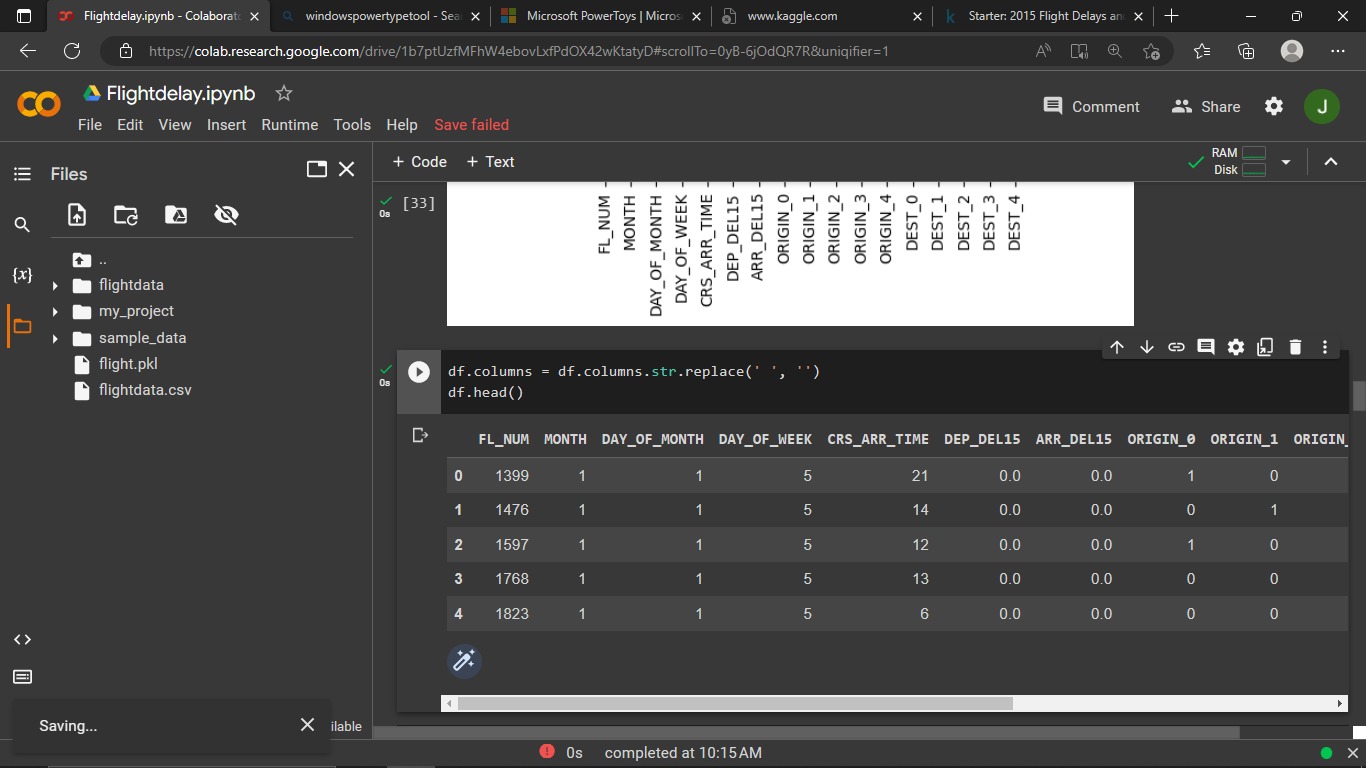 Flightdelay.ipynb - Colaborat
windowspowertypetool - Sea
Microsoft PowerToys | Micros
www.kaggle.com
Starter: 2015 Flight Delays an
https://colab.research.google.com/drive/1b7ptUzfMFhW4ebovLxfPdOX42wKtatyD#scrollTo=0yB-6jOdQR7R&uniqifier=1
Flightdelay.ipynb
File Edit View Insert Runtime Tools Help Save failed
Comment Share J
Files
+ Code + Text
RAM
Disk
..
flightdata
my_project
sample_data
flight.pkl
flightdata.csv
0s [33]
FL_NUM
MONTH
DAY_OF_MONTH
DAY_OF_WEEK
CRS_ARR_TIME
DEP_DEL15
ARR_DEL15
ORIGIN_0
ORIGIN_1
ORIGIN_2
ORIGIN_3
ORIGIN_4
DEST_0
DEST_1
DEST_2
DEST_3
DEST_4
0s
df.columns = df.columns.str.replace(' ', '')
df.head()
FL_NUM MONTH DAY_OF_MONTH DAY_OF_WEEK CRS_ARR_TIME DEP_DEL15 ARR_DEL15 ORIGIN_0 ORIGIN_1 ORIGIN_
0 1399 1 1 5 21 0.0 0.0 1 0
1 1476 1 1 5 14 0.0 0.0 0 1
2 1597 1 1 5 12 0.0 0.0 1 0
3 1768 1 1 5 13 0.0 0.0 0 0
4 1823 1 1 5 6 0.0 0.0 0 0
Saving...
ilable
0s completed at 10:15 AM